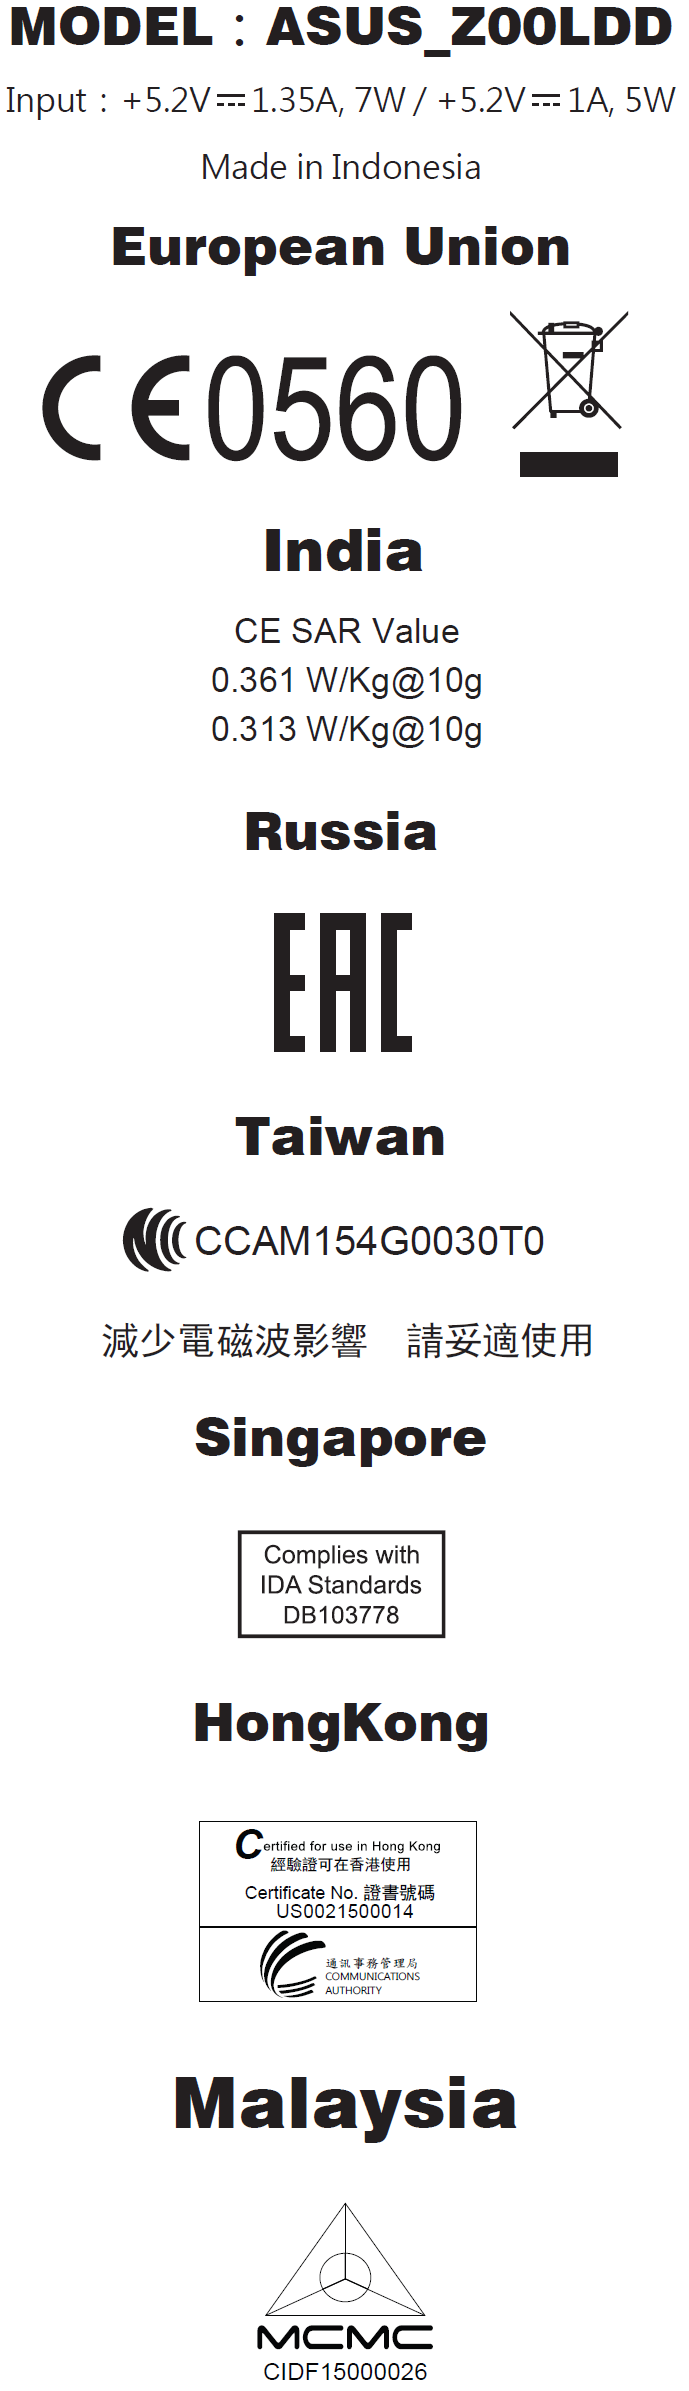 MODEL : ASUS_Z00LDD
Input : +5.2V⎓1.35A, 7W / +5.2V⎓1A, 5W
Made in Indonesia
European Union
CE0560
India
CE SAR Value
0.361 W/Kg@10g
0.313 W/Kg@10g
Russia
EAC
Taiwan
CCAM154G0030T0
減少電磁波影響　請妥適使用
Singapore
Complies with
IDA Standards
DB103778
HongKong
Certified for use in Hong Kong
經驗證可在香港使用
Certificate No. 證書號碼
US0021500014
通訊事務管理局
COMMUNICATIONS
AUTHORITY
Malaysia
MCMC
CIDF15000026